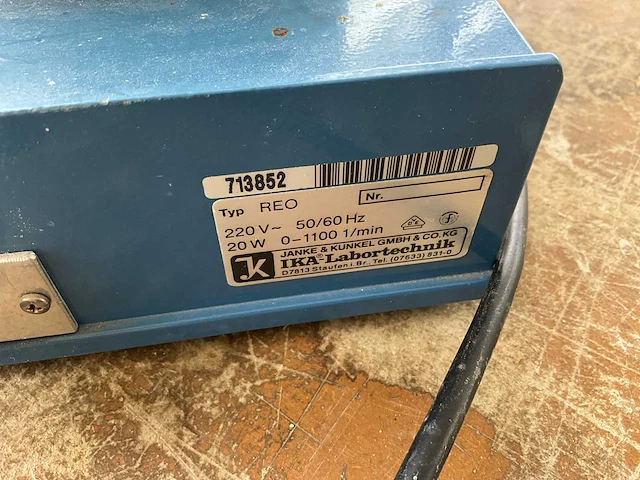 713852
Typ REO Nr.
220 V~ 50/60 Hz
20 W 0-1100 1/min
JANKE & KUNKEL GMBH & CO. KG
IKA®-Labortechnik
D7813 Staufen i. Br., Tel. (07633) 831-0